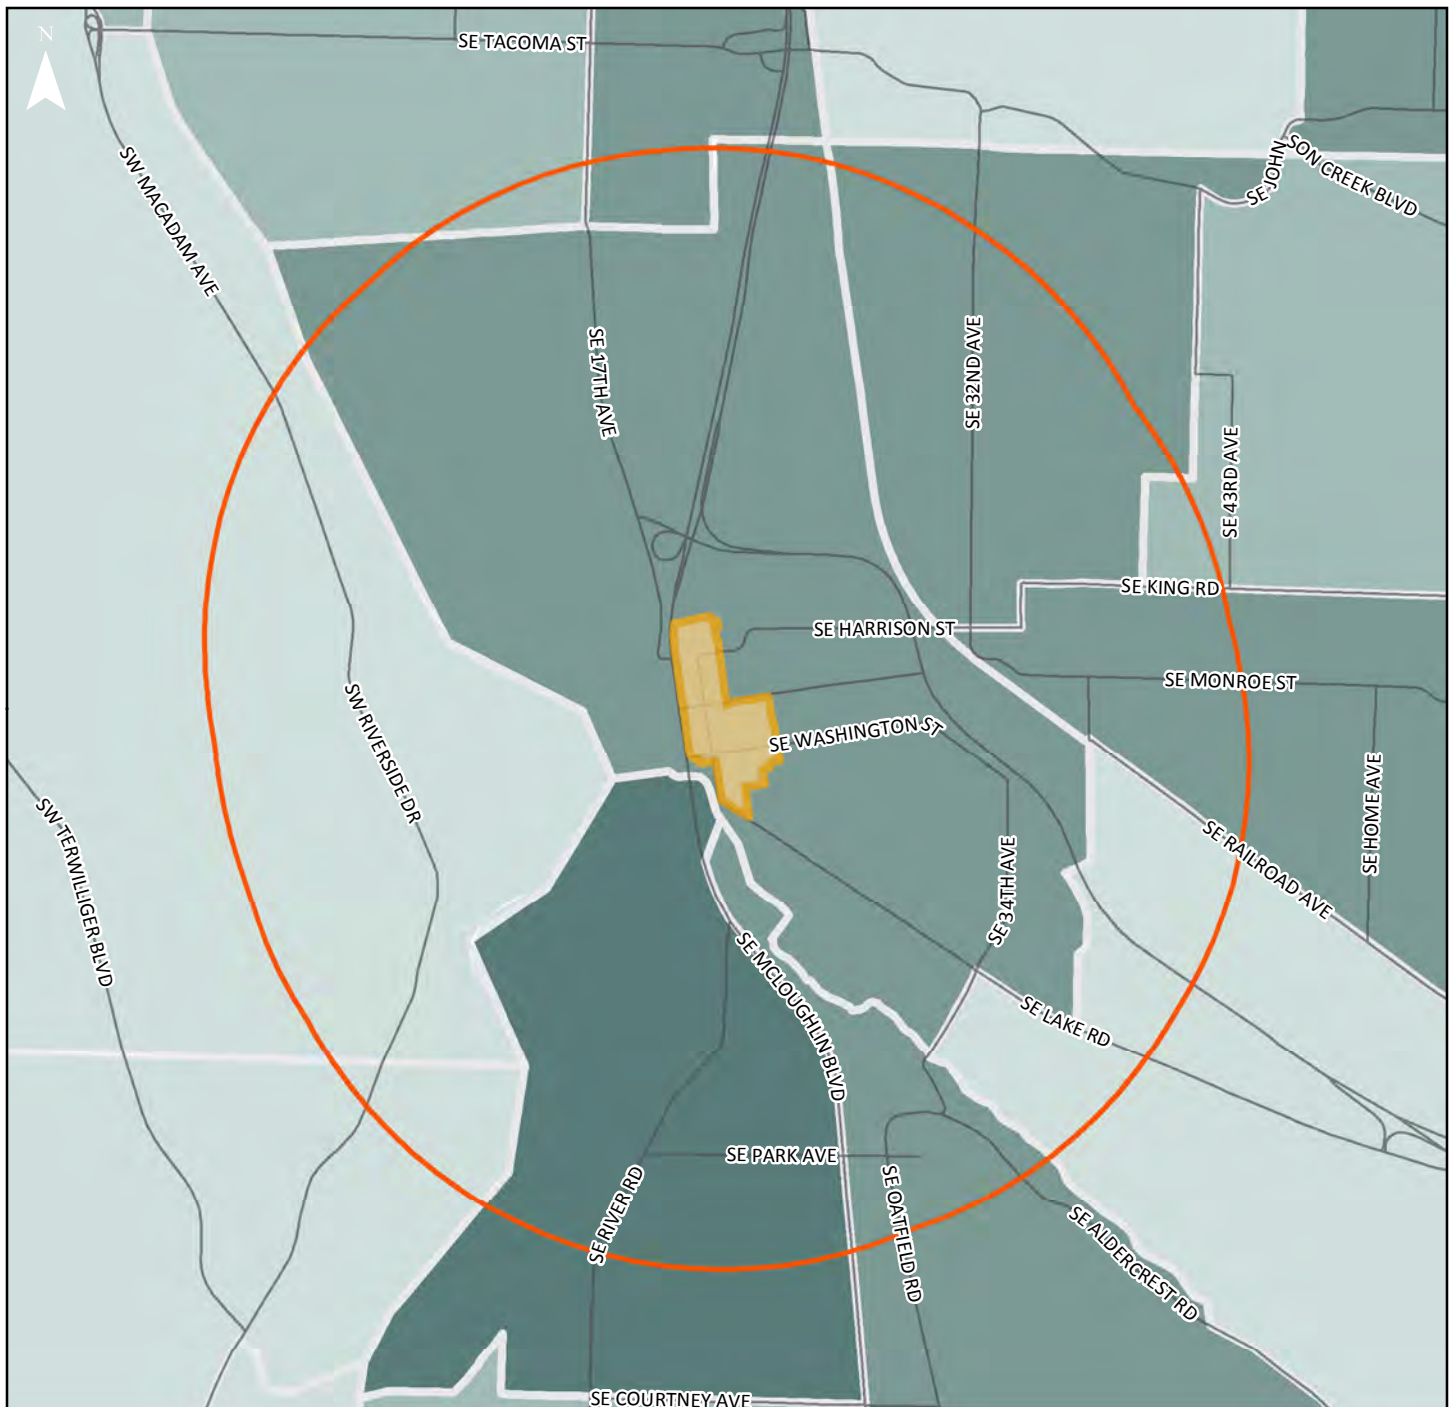 N
SE TACOMA ST
SE JOHNSON CREEK BLVD
SW MACADAM AVE
SE 17TH AVE
SE 32ND AVE
SE 43RD AVE
SE KING RD
SE HARRISON ST
SE MONROE ST
SW RIVERSIDE DR
SE WASHINGTON ST
SE HOME AVE
SW TERWILLIGER BLVD
SE RAILROAD AVE
SE 34TH AVE
SE MCLOUGHLIN BLVD
SE LAKE RD
SE PARK AVE
SE RIVER RD
SE OATFIELD RD
SE ALDERCREST RD
SE COURTNEY AVE